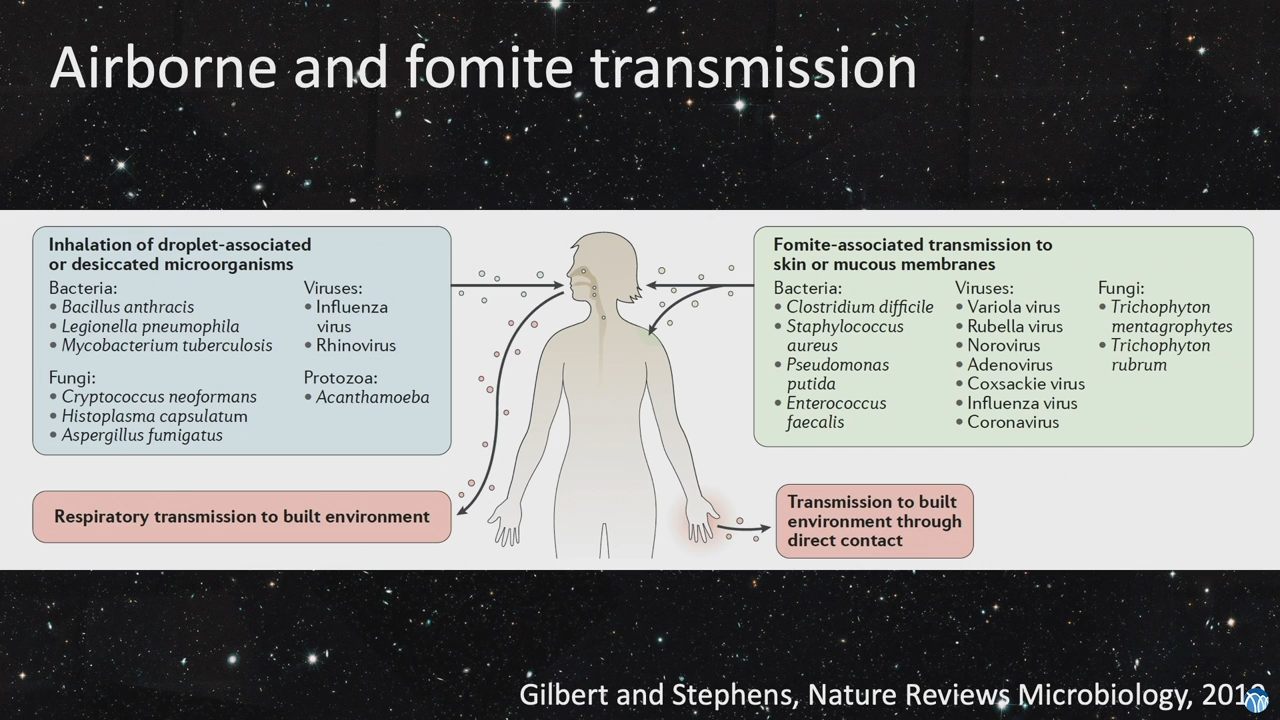 Airborne and fomite transmission
Inhalation of droplet-associated
or desiccated microorganisms
Bacteria:
• Bacillus anthracis
• Legionella pneumophila
• Mycobacterium tuberculosis
Fungi:
• Cryptococcus neoformans
• Histoplasma capsulatum
• Aspergillus fumigatus
Viruses:
• Influenza
virus
• Rhinovirus
Protozoa:
• Acanthamoeba
Respiratory transmission to built environment
Fomite-associated transmission to
skin or mucous membranes
Bacteria:
• Clostridium difficile
• Staphylococcus
aureus
• Pseudomonas
putida
• Enterococcus
faecalis
Viruses:
• Variola virus
• Rubella virus
• Norovirus
• Adenovirus
• Coxsackie virus
• Influenza virus
• Coronavirus
Fungi:
• Trichophyton
mentagrophytes
• Trichophyton
rubrum
Transmission to built
environment through
direct contact
Gilbert and Stephens, Nature Reviews Microbiology,